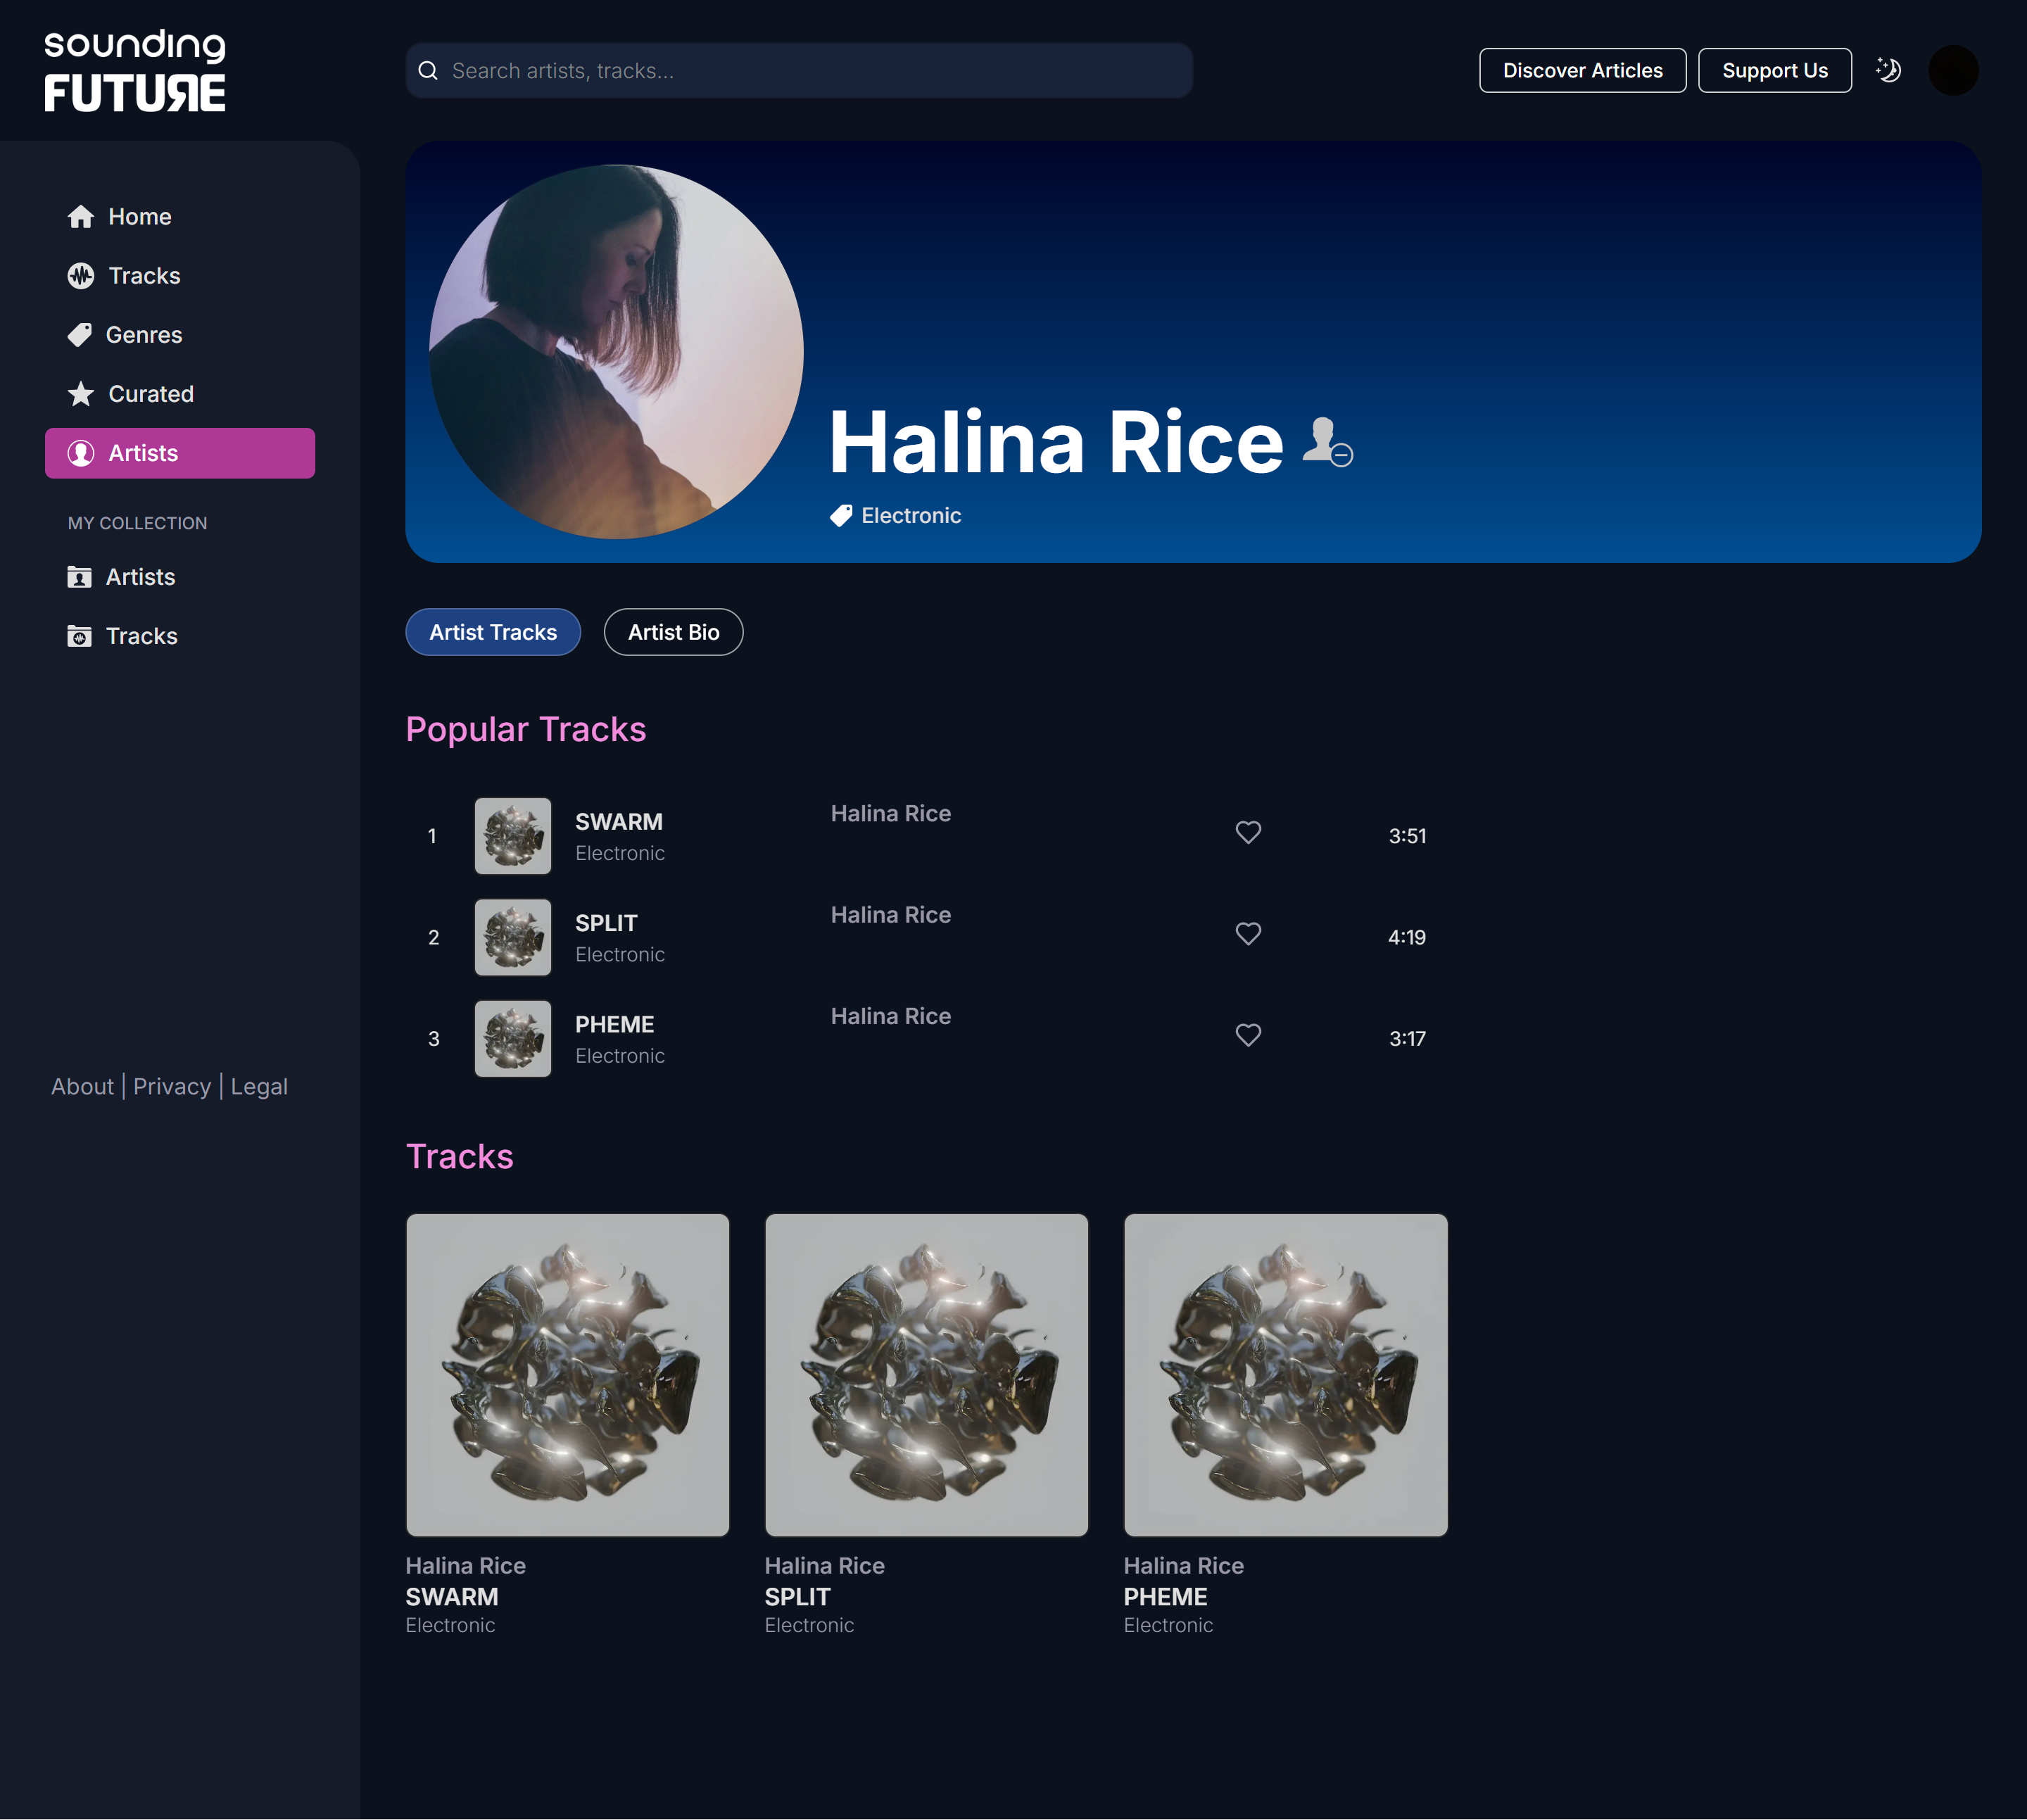 sounding
FUTURE
Search artists, tracks...
Discover Articles
Support Us
Home
Tracks
Genres
Curated
Artists
MY COLLECTION
Artists
Tracks
About | Privacy | Legal
Halina Rice
Electronic
Artist Tracks
Artist Bio
Popular Tracks
1
SWARM
Electronic
Halina Rice
3:51
2
SPLIT
Electronic
Halina Rice
4:19
3
PHEME
Electronic
Halina Rice
3:17
Tracks
Halina Rice
SWARM
Electronic
Halina Rice
SPLIT
Electronic
Halina Rice
PHEME
Electronic